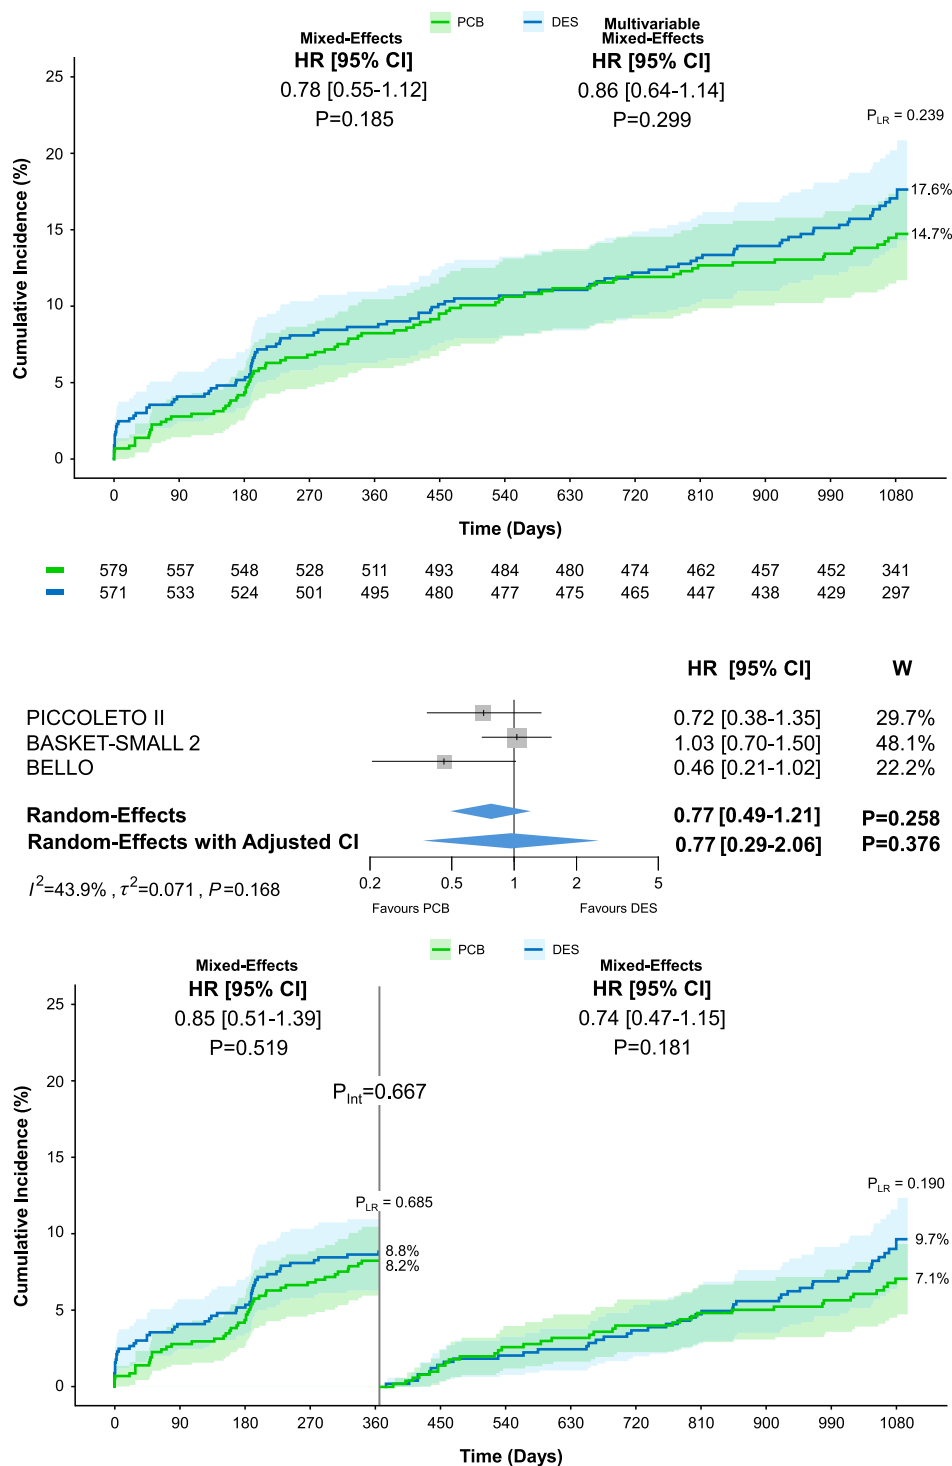 PCB DES
Mixed-Effects
HR [95% CI]
0.78 [0.55-1.12]
P=0.185
Multivariable
Mixed-Effects
HR [95% CI]
0.86 [0.64-1.14]
P=0.299
P_LR = 0.239
Cumulative Incidence (%)
25
20
15
10
5
0
17.6%
14.7%
0 90 180 270 360 450 540 630 720 810 900 990 1080
Time (Days)
579 557 548 528 511 493 484 480 474 462 457 452 341
571 533 524 501 495 480 477 475 465 447 438 429 297
HR [95% CI] W
PICCOLETO II 0.72 [0.38-1.35] 29.7%
BASKET-SMALL 2 1.03 [0.70-1.50] 48.1%
BELLO 0.46 [0.21-1.02] 22.2%
Random-Effects 0.77 [0.49-1.21] P=0.258
Random-Effects with Adjusted CI 0.77 [0.29-2.06] P=0.376
I²=43.9% , τ²=0.071 , P=0.168
0.2 0.5 1 2 5
Favours PCB Favours DES
PCB DES
Mixed-Effects
HR [95% CI]
0.85 [0.51-1.39]
P=0.519
Mixed-Effects
HR [95% CI]
0.74 [0.47-1.15]
P=0.181
P_Int=0.667
P_LR = 0.685
P_LR = 0.190
Cumulative Incidence (%)
25
20
15
10
5
0
8.8%
8.2%
9.7%
7.1%
0 90 180 270 360 450 540 630 720 810 900 990 1080
Time (Days)